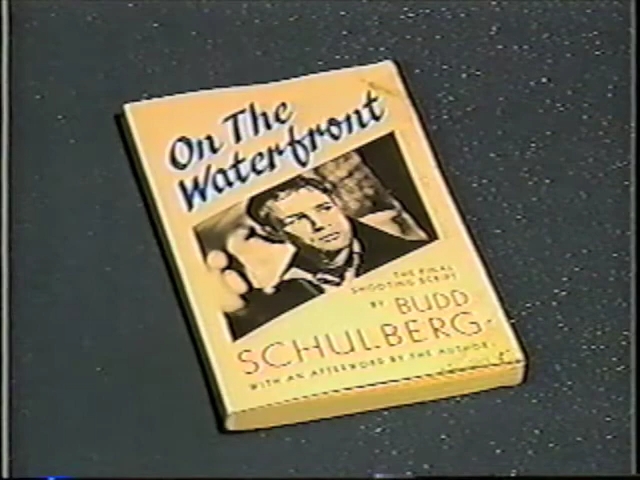 On The
Waterfront
THE FINAL
SHOOTING SCRIPT
BY BUDD
SCHULBERG
WITH AN AFTERWORD BY THE AUTHOR